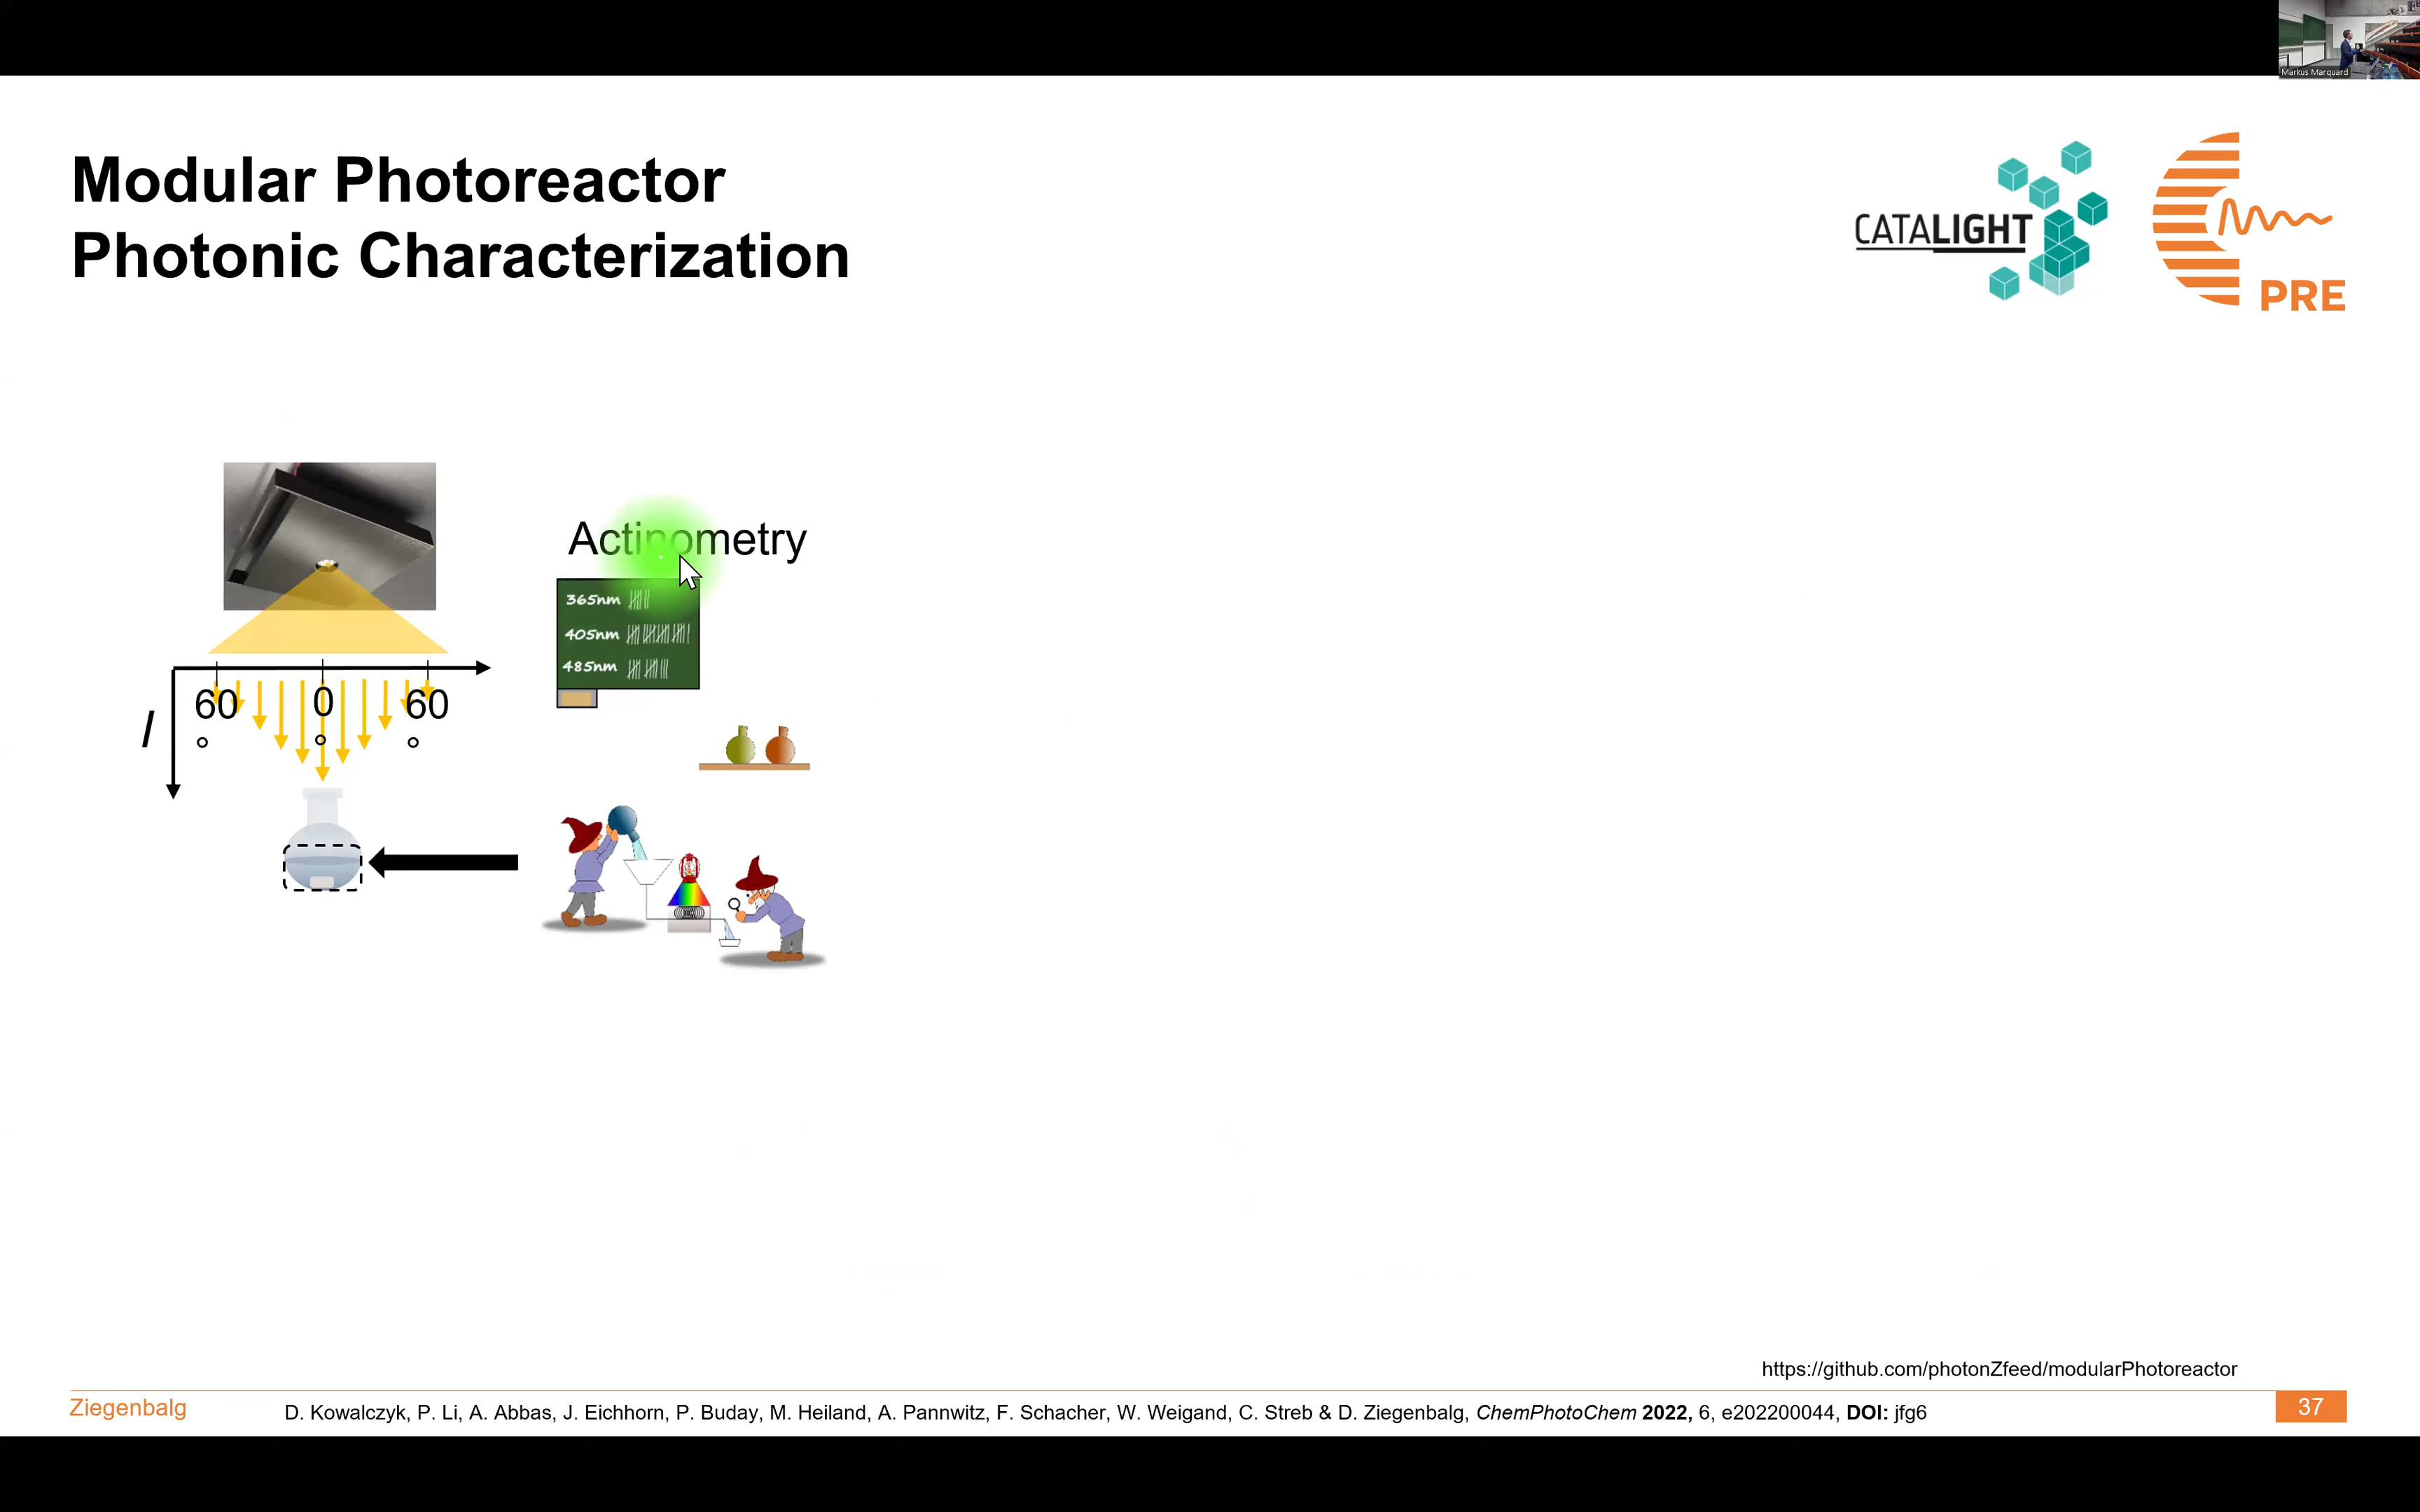 Markus Marquard
Modular Photoreactor
Photonic Characterization
CATALIGHT
PRE
Actinometry
365nm
405nm
485nm
60 0 60
° ° °
I
https://github.com/photonZfeed/modularPhotoreactor
Ziegenbalg
D. Kowalczyk, P. Li, A. Abbas, J. Eichhorn, P. Buday, M. Heiland, A. Pannwitz, F. Schacher, W. Weigand, C. Streb & D. Ziegenbalg, ChemPhotoChem 2022, 6, e202200044, DOI: jfg6
37